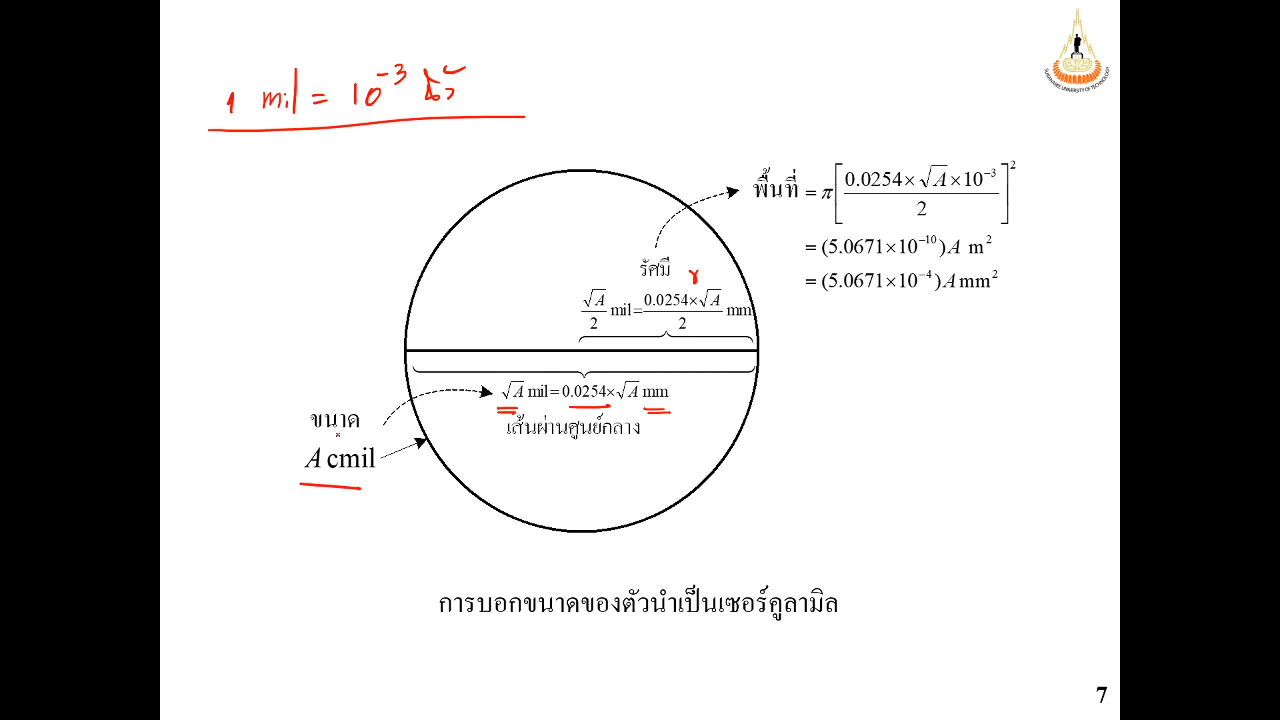 1 mil = 10⁻³ นิ้ว
SURANAREE UNIVERSITY OF TECHNOLOGY
พื้นที่ = π[(0.0254×√A×10⁻³)/2]²
= (5.0671×10⁻¹⁰)A m²
= (5.0671×10⁻⁴)A mm²
รัศมี r
√A/2 mil = (0.0254×√A)/2 mm
√A mil = 0.0254×√A mm
เส้นผ่านศูนย์กลาง
ขนาด
A cmil
การบอกขนาดของตัวนำเป็นเซอร์คูลามิล
7